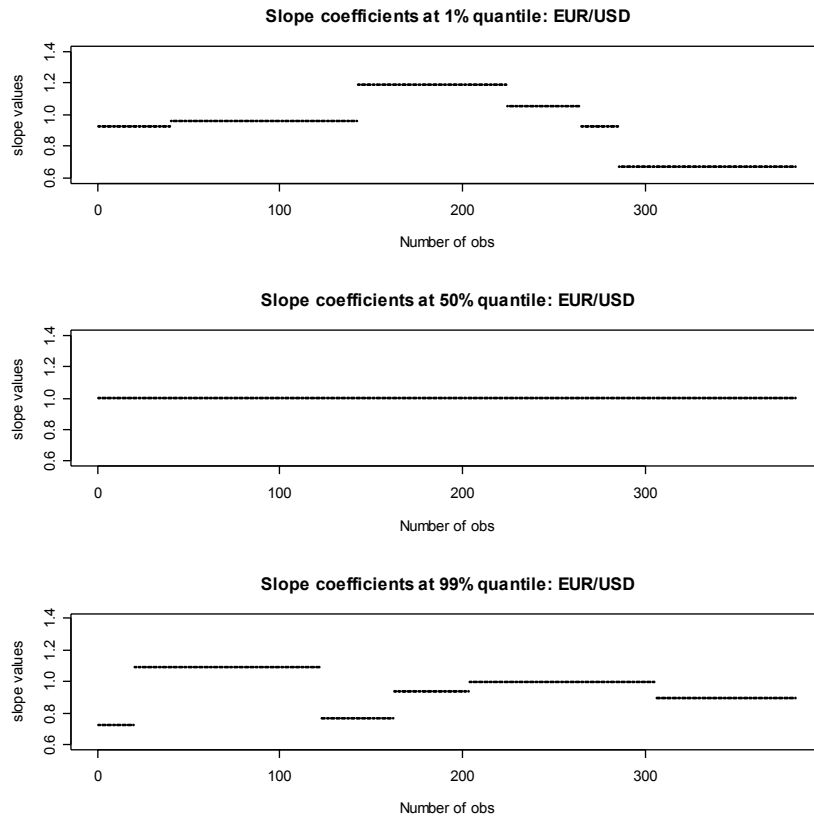 Slope coefficients at 1% quantile: EUR/USD
slope values
0.6 0.8 1.0 1.2 1.4
0 100 200 300
Number of obs
Slope coefficients at 50% quantile: EUR/USD
slope values
0.6 0.8 1.0 1.2 1.4
0 100 200 300
Number of obs
Slope coefficients at 99% quantile: EUR/USD
slope values
0.6 0.8 1.0 1.2 1.4
0 100 200 300
Number of obs